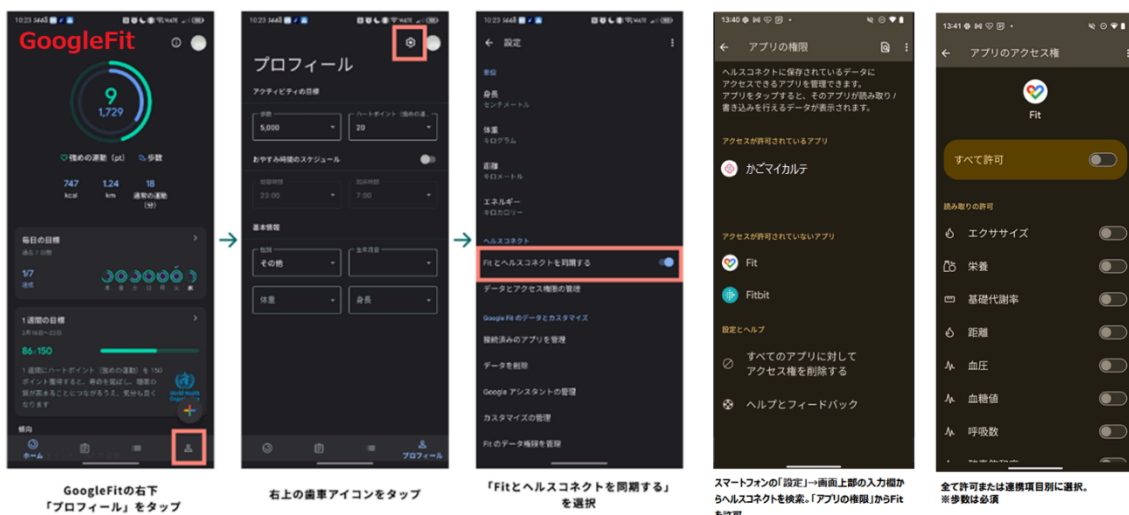 10:23
GoogleFit
9
1,729
強めの運動 (pt)
歩数
747
1.24
18
kcal
km
通常の運動
(分)
毎日の目標
過去 7 日間
1/7
達成
1 週間の目標
86/150
1 週間にハートポイント（強めの運動）を 150
ポイント獲得すると、寿命を延ばし、睡眠の
質が高まることにつながるうえ、気分も良く
なります
傾向
ホーム
GoogleFitの右下
「プロフィール」をタップ
→
10:23
プロフィール
アクティビティの目標
歩数
5,000
ハートポイント（強めの運...
20
おやすみ時間のスケジュール
23:00
7:00
基本情報
性別
その他
生年月日
体重
身長
プロフィール
右上の歯車アイコンをタップ
→
10:23
← 設定
単位
身長
センチメートル
体重
キログラム
距離
キロメートル
エネルギー
キロカロリー
ヘルスコネクト
Fit とヘルスコネクトを同期する
データとアクセス権限の管理
Google Fit のデータとカスタマイズ
接続済みのアプリを管理
データを削除
Google アシスタントの管理
カスタマイズの管理
Fit のデータ権限を管理
「Fitとヘルスコネクトを同期する」
を選択
13:40
← アプリの権限
ヘルスコネクトに保存されているデータに
アクセスできるアプリを管理できます。
アプリをタップすると、そのアプリが読み取り /
書き込みを行えるデータが表示されます。
アクセスが許可されているアプリ
かごマイカルテ
アクセスが許可されていないアプリ
Fit
Fitbit
設定とヘルプ
すべてのアプリに対して
アクセス権を削除する
ヘルプとフィードバック
スマートフォンの「設定」→画面上部の入力欄か
らヘルスコネクトを検索。「アプリの権限」からFit
を許可
13:41
← アプリのアクセス権
Fit
すべて許可
読み取りの許可
エクササイズ
栄養
基礎代謝率
距離
血圧
血糖値
呼吸数
全て許可または連携項目別に選択。
※歩数は必須